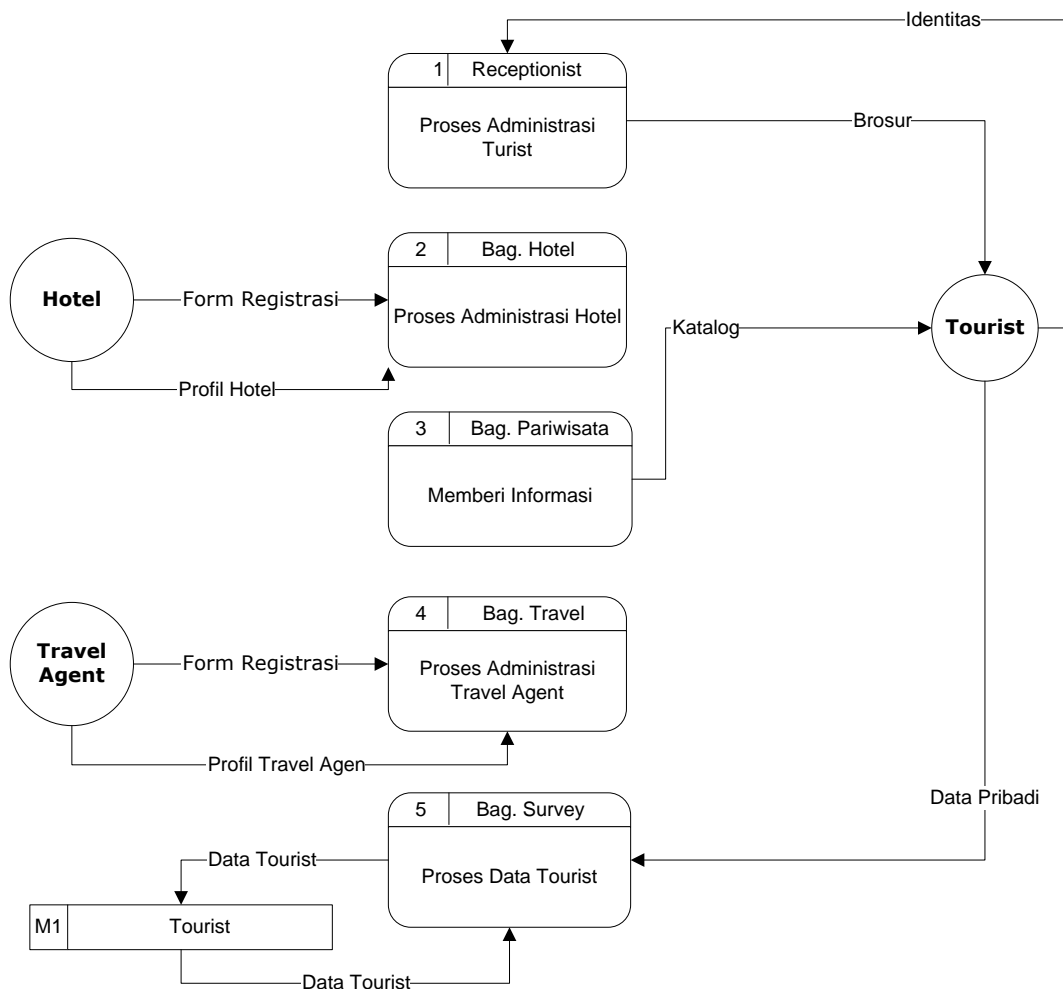 Identitas
1 Receptionist
Proses Administrasi
Turist
Brosur
2 Bag. Hotel
Proses Administrasi Hotel
Hotel
Form Registrasi
Profil Hotel
Katalog
Tourist
3 Bag. Pariwisata
Memberi Informasi
4 Bag. Travel
Proses Administrasi
Travel Agent
Travel
Agent
Form Registrasi
Profil Travel Agen
Data Pribadi
5 Bag. Survey
Proses Data Tourist
Data Tourist
M1 Tourist
Data Tourist